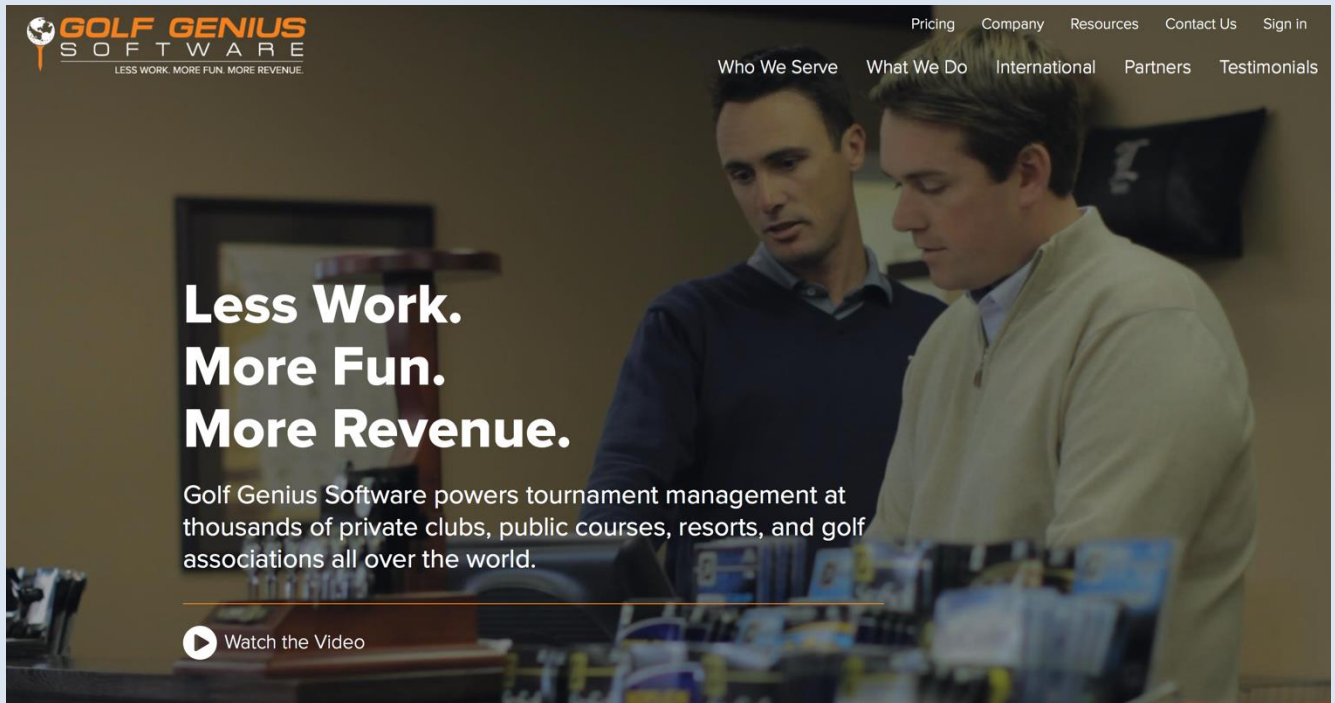 GOLF GENIUS
SOFTWARE
LESS WORK. MORE FUN. MORE REVENUE.
Pricing Company Resources Contact Us Sign in
Who We Serve What We Do International Partners Testimonials
Less Work.
More Fun.
More Revenue.
Golf Genius Software powers tournament management at
thousands of private clubs, public courses, resorts, and golf
associations all over the world.
Watch the Video